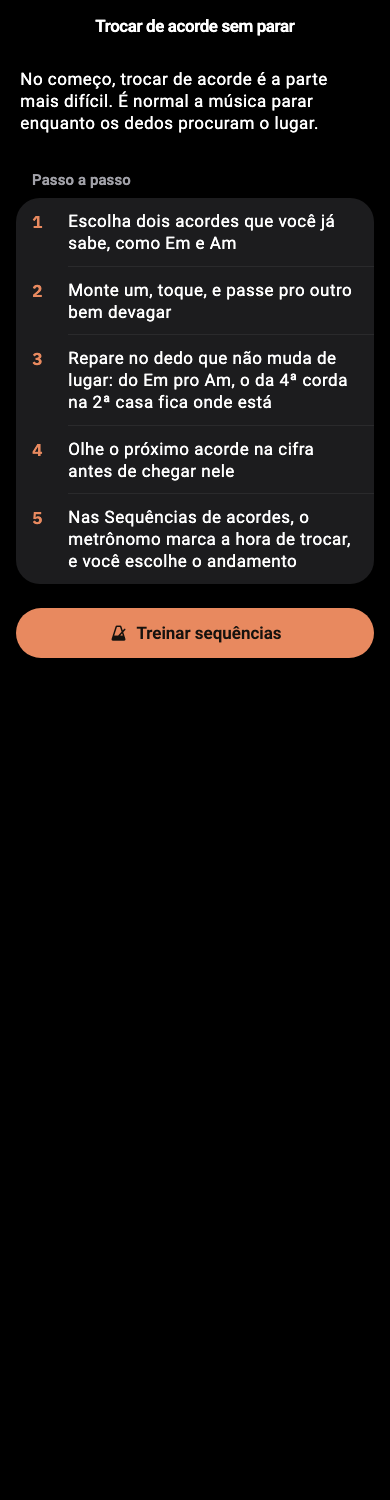 Trocar de acorde sem parar
No começo, trocar de acorde é a parte
mais difícil. É normal a música parar
enquanto os dedos procuram o lugar.
Passo a passo
1 Escolha dois acordes que você já
sabe, como Em e Am
2 Monte um, toque, e passe pro outro
bem devagar
3 Repare no dedo que não muda de
lugar: do Em pro Am, o da 4ª corda
na 2ª casa fica onde está
4 Olhe o próximo acorde na cifra
antes de chegar nele
5 Nas Sequências de acordes, o
metrônomo marca a hora de trocar,
e você escolhe o andamento
Treinar sequências